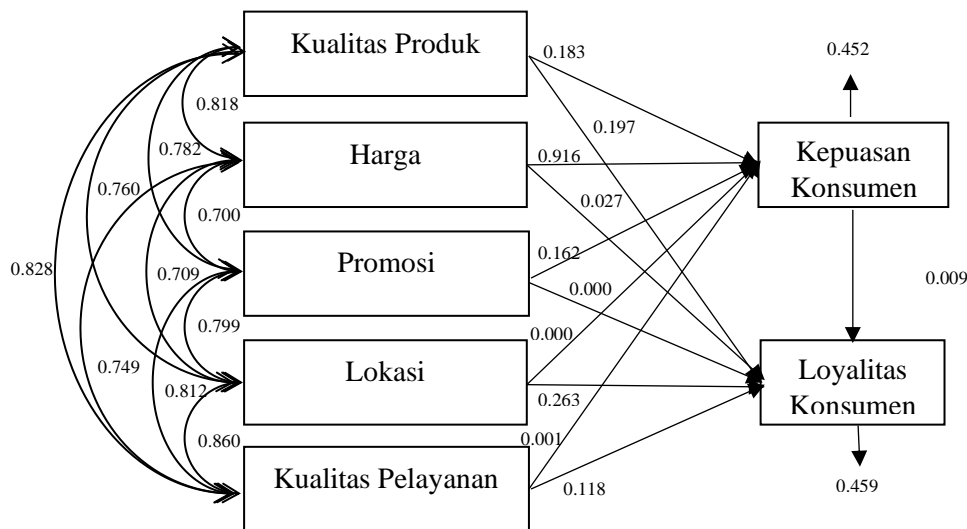 Kualitas Produk
0.183
0.452
0.818
0.197
Harga
0.916
Kepuasan
Konsumen
0.782
0.760
0.027
0.700
Promosi
0.162
0.828
0.709
0.000
0.009
0.799
0.000
0.749
Lokasi
Loyalitas
Konsumen
0.812
0.263
0.860
0.001
Kualitas Pelayanan
0.118
0.459